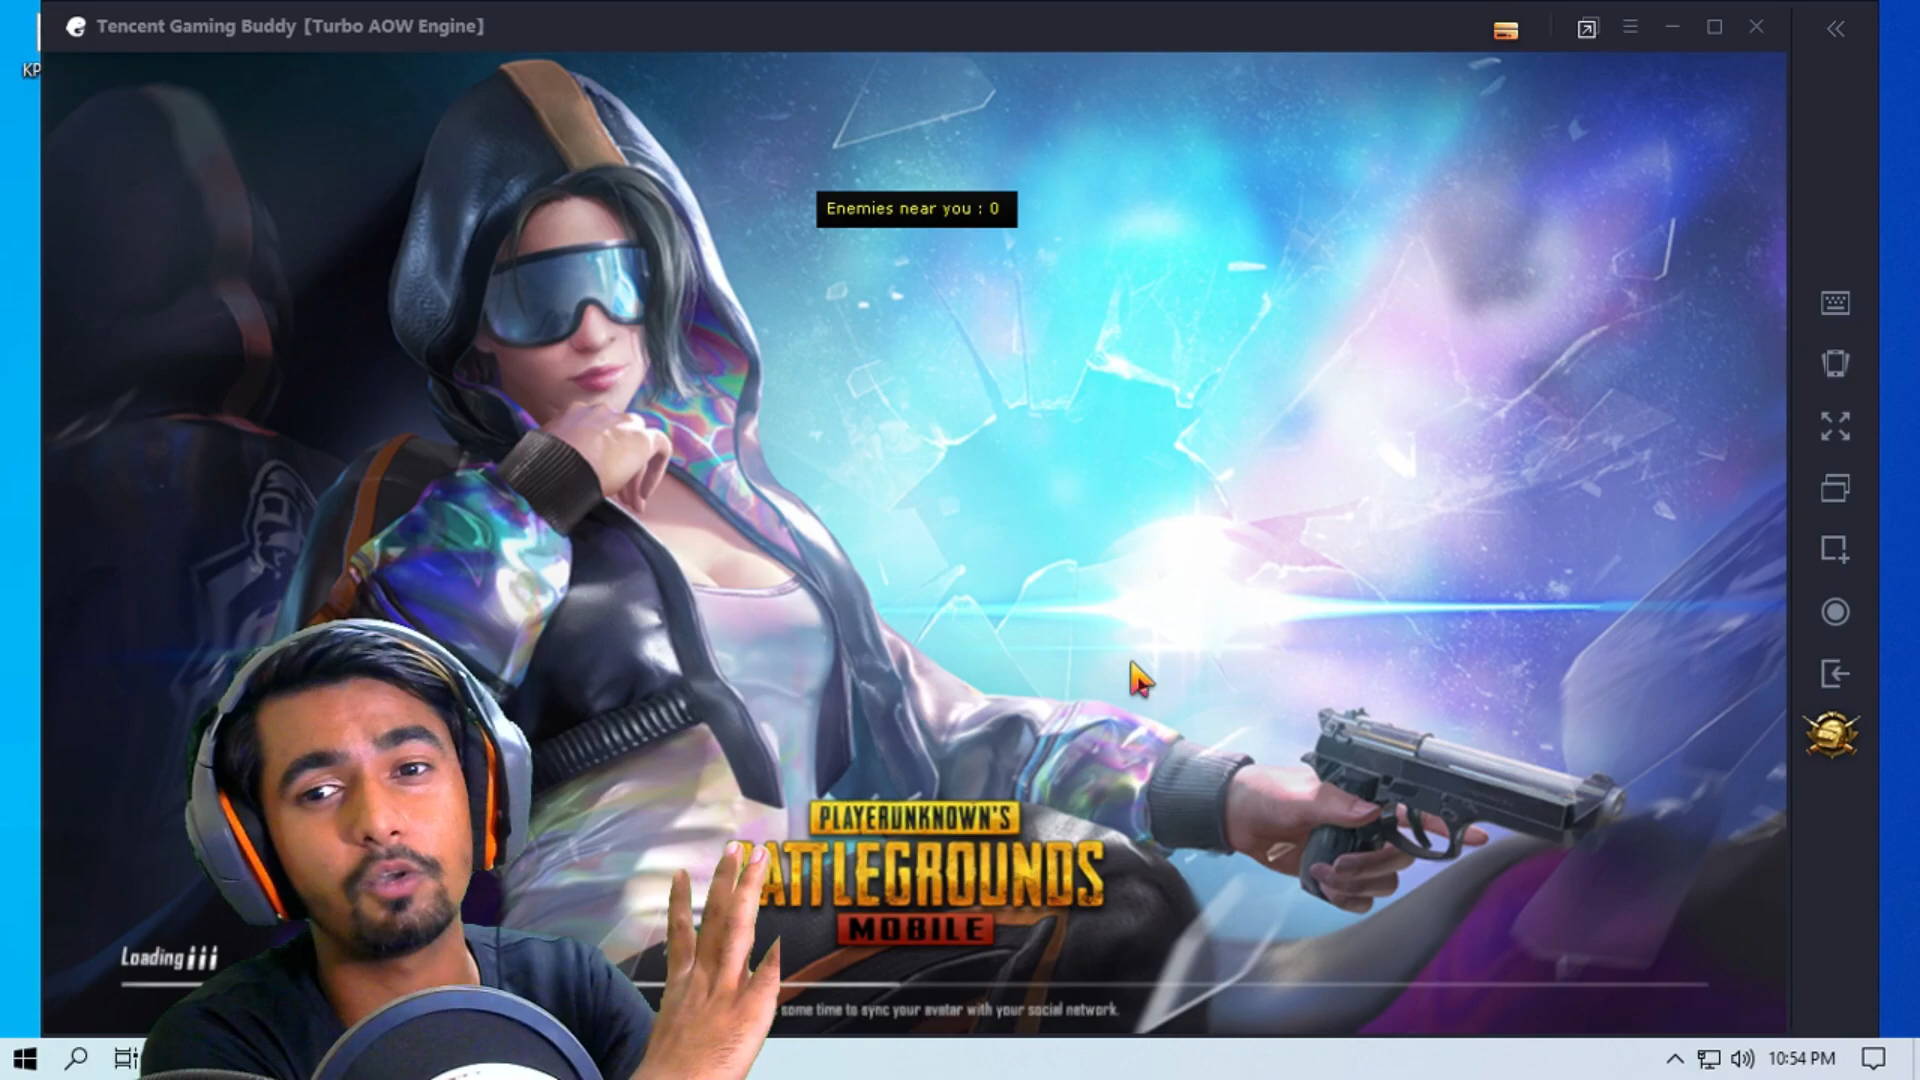 Tencent Gaming Buddy [Turbo AOW Engine]
KP
Enemies near you : 0
PLAYERUNKNOWN'S
BATTLEGROUNDS
MOBILE
Loading
some time to sync your avatar with your social network.
10:54 PM